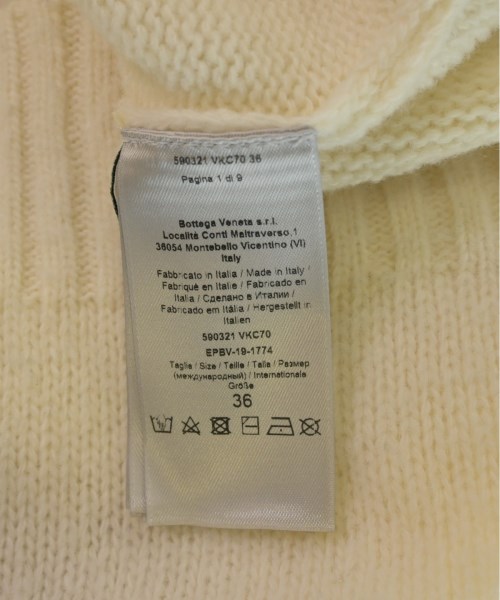 590321 VKC70 36
Pagina 1 di 9
Bottega Veneta s.r.l.
Località Conti Maltraverso,1
36054 Montebello Vicentino (VI)
Italy
Fabbricato in Italia / Made in Italy /
Fabriqué en Italie / Fabricado en
Italia / Сделано в Италии /
Fabricado em Itália / Hergestellt in
Italien
590321 VKC70
EPBV-19-1774
Taglia / Size / Taille / Talla / Размер
(международный) / Internationale
Größe
36